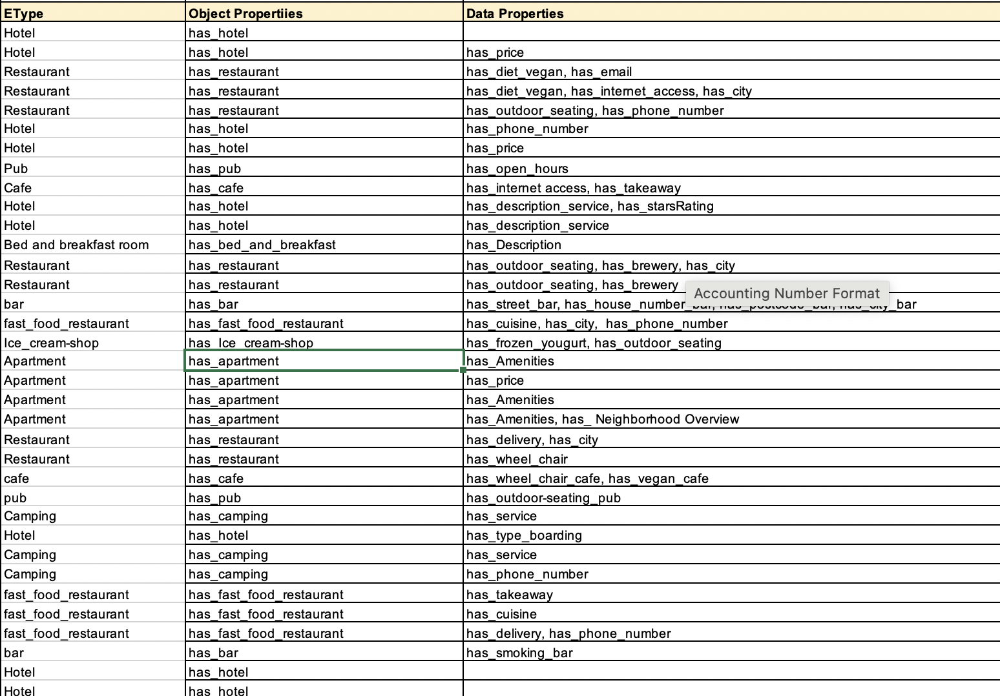 EType Object Propertiies Data Properties
Hotel has_hotel
Hotel has_hotel has_price
Restaurant has_restaurant has_diet_vegan, has_email
Restaurant has_restaurant has_diet_vegan, has_internet_access, has_city
Restaurant has_restaurant has_outdoor_seating, has_phone_number
Hotel has_hotel has_phone_number
Hotel has_hotel has_price
Pub has_pub has_open_hours
Cafe has_cafe has_internet access, has_takeaway
Hotel has_hotel has_description_service, has_starsRating
Hotel has_hotel has_description_service
Bed and breakfast room has_bed_and_breakfast has_Description
Restaurant has_restaurant has_outdoor_seating, has_brewery, has_city
Restaurant has_restaurant has_outdoor_seating, has_brewery
Accounting Number Format
bar has_bar has_street_bar, has_house_number_bar, has_postcode_bar, has_city_bar
fast_food_restaurant has_fast_food_restaurant has_cuisine, has_city, has_phone_number
Ice_cream-shop has_Ice_cream-shop has_frozen_yougurt, has_outdoor_seating
Apartment has_apartment has_Amenities
Apartment has_apartment has_price
Apartment has_apartment has_Amenities
Apartment has_apartment has_Amenities, has_ Neighborhood Overview
Restaurant has_restaurant has_delivery, has_city
Restaurant has_restaurant has_wheel_chair
cafe has_cafe has_wheel_chair_cafe, has_vegan_cafe
pub has_pub has_outdoor-seating_pub
Camping has_camping has_service
Hotel has_hotel has_type_boarding
Camping has_camping has_service
Camping has_camping has_phone_number
fast_food_restaurant has_fast_food_restaurant has_takeaway
fast_food_restaurant has_fast_food_restaurant has_cuisine
fast_food_restaurant has_fast_food_restaurant has_delivery, has_phone_number
bar has_bar has_smoking_bar
Hotel has_hotel
Hotel has_hotel